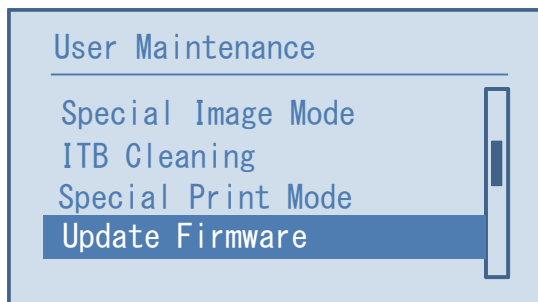 User Maintenance
Special Image Mode
ITB Cleaning
Special Print Mode
Update Firmware